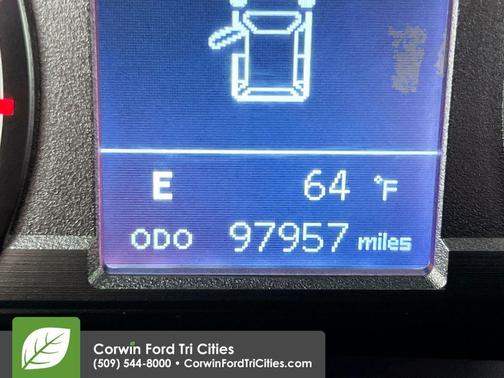 E 64 °F
ODO 97957 miles
Corwin Ford Tri Cities
(509) 544-8000 • CorwinFordTriCities.com